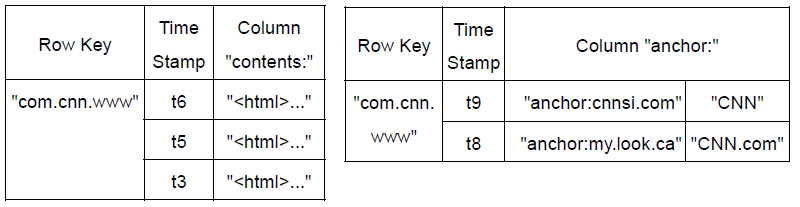 Row Key
Time
Stamp
Column
"contents:"
"com.cnn.www"
t6
"<html>..."
t5
"<html>..."
t3
"<html>..."
Row Key
Time
Stamp
Column "anchor:"
"com.cnn.
www"
t9
"anchor:cnnsi.com"
"CNN"
t8
"anchor:my.look.ca"
"CNN.com"